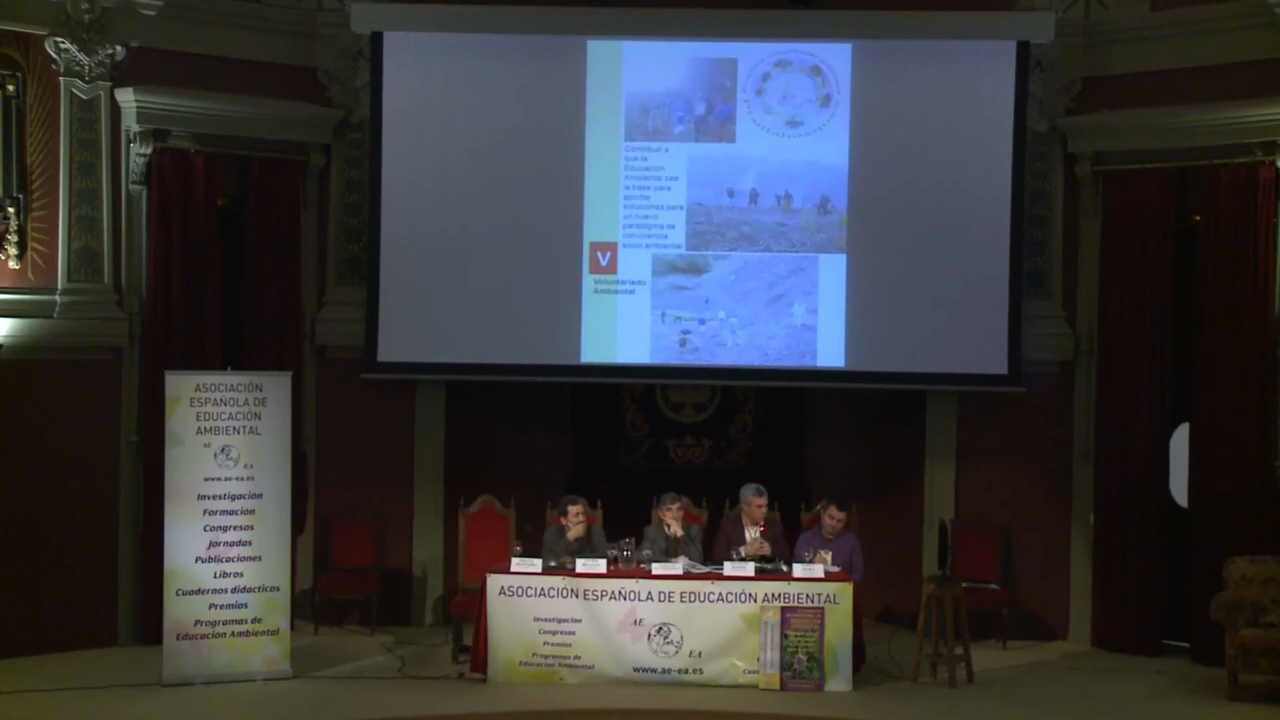 Contribuir a
que la
Educación
Ambiental sea
la base para
aportar
soluciones para
un nuevo
paradigma de
convivencia
socio ambiental
V
Voluntariado
Ambiental
ASOCIACIÓN
ESPAÑOLA DE
EDUCACIÓN
AMBIENTAL
AE
EA
www.ae-ea.es
Investigación
Formación
Congresos
Jornadas
Publicaciones
Libros
Cuadernos didacticos
Premios
Programas de
Educación Ambiental
ASOCIACIÓN ESPAÑOLA DE EDUCACIÓN AMBIENTAL
Investigación
Congresos
Premios
Programas de
Educación Ambiental
AE
EA
www.ae-ea.es